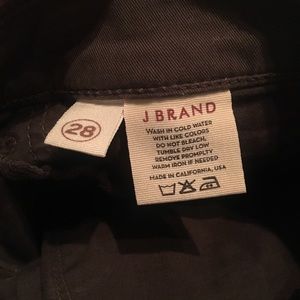 28
J BRAND
WASH IN COLD WATER
WITH LIKE COLORS
DO NOT BLEACH.
TUMBLE DRY LOW
REMOVE PROMPLTY
WARM IRON IF NEEDED
MADE IN CALIFORNIA, USA